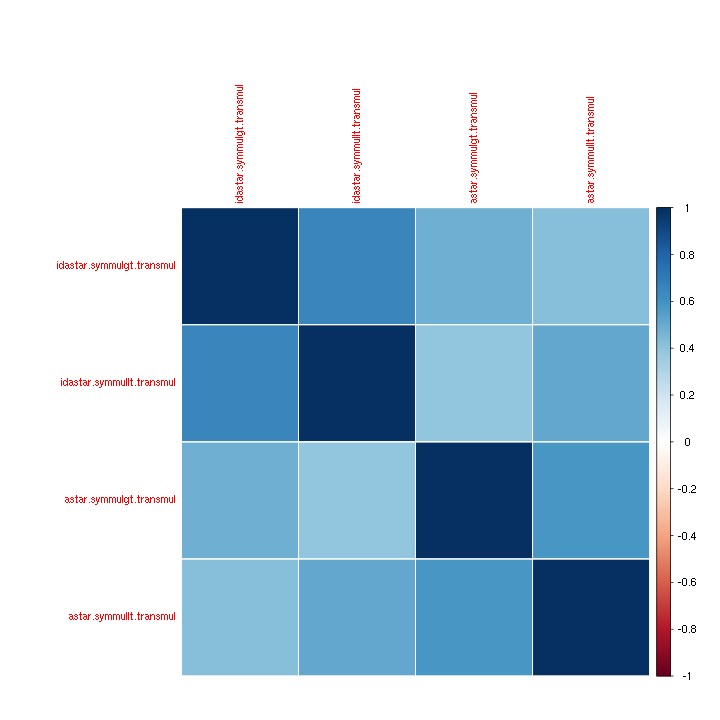 idastar.symmulgt.transmul
idastar.symmullt.transmul
astar.symmulgt.transmul
astar.symmullt.transmul
idastar.symmulgt.transmul
idastar.symmullt.transmul
astar.symmulgt.transmul
astar.symmullt.transmul
1
0.8
0.6
0.4
0.2
0
-0.2
-0.4
-0.6
-0.8
-1